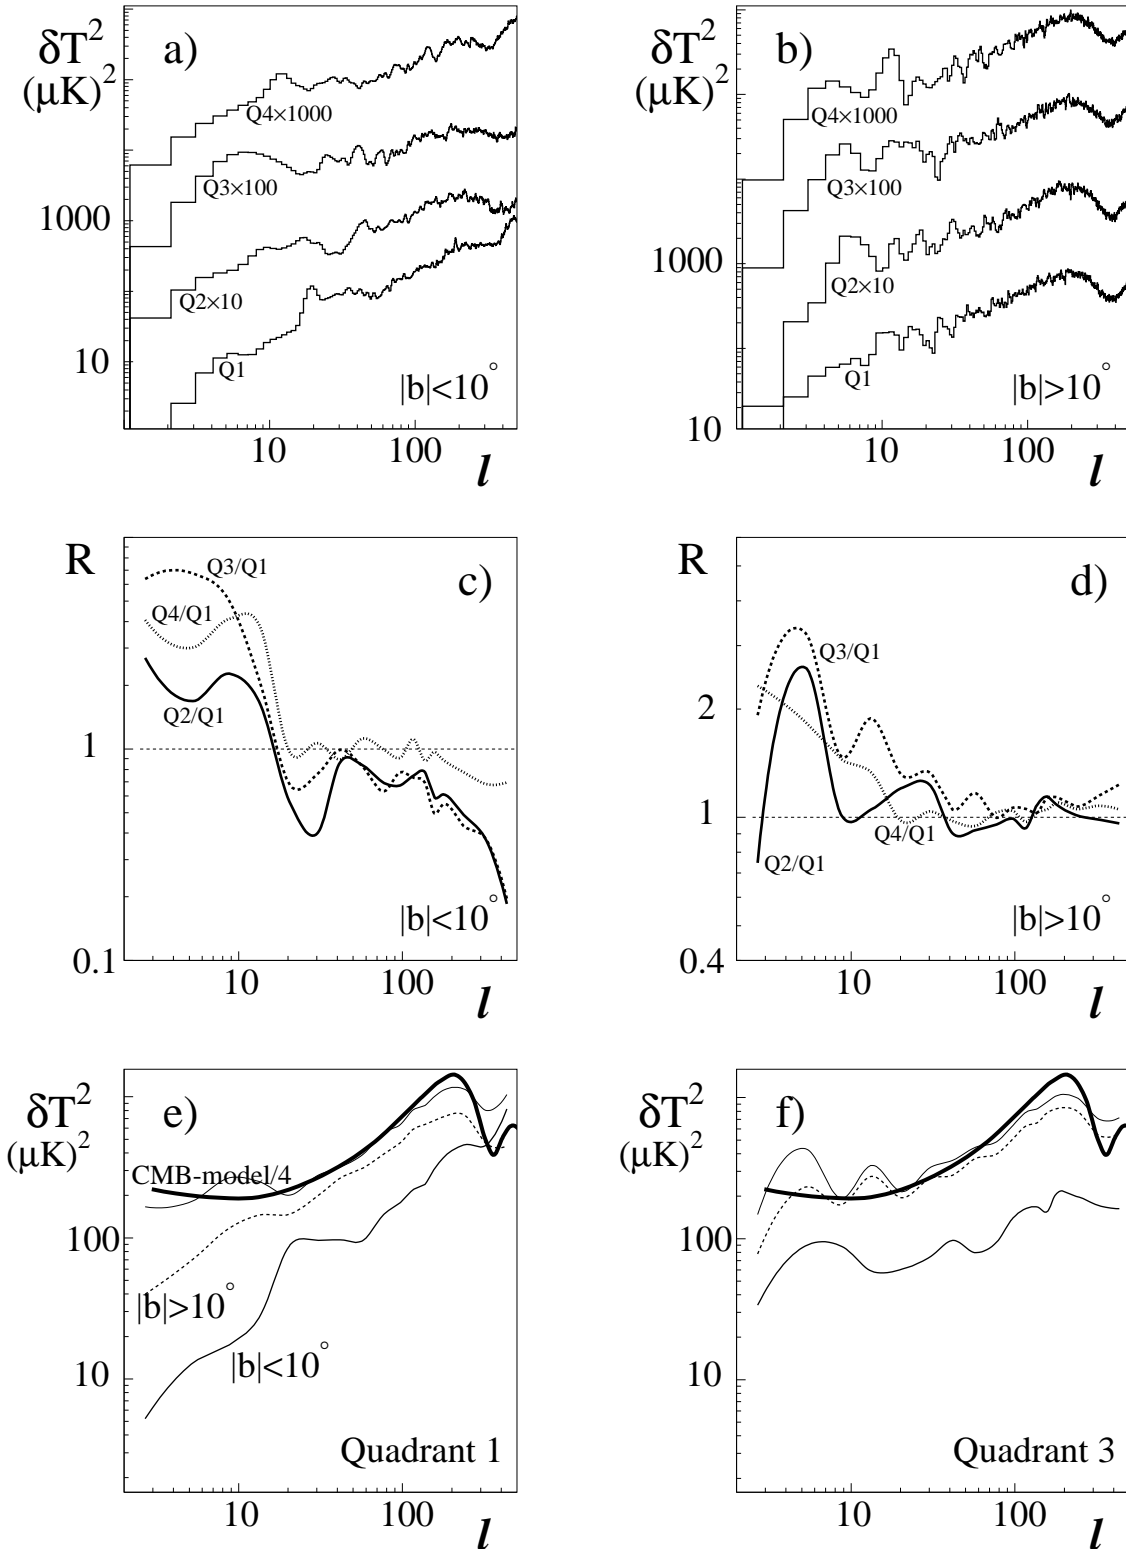 δT² (μK)²
a)
Q4×1000
Q3×100
Q2×10
Q1
|b|<10°
1000
10
10 100
l
δT² (μK)²
b)
Q4×1000
Q3×100
Q2×10
Q1
|b|>10°
1000
10
10 100
l
R
c)
Q3/Q1
Q4/Q1
Q2/Q1
|b|<10°
1
0.1
10 100
l
R
d)
Q3/Q1
Q4/Q1
Q2/Q1
|b|>10°
2
1
0.4
10 100
l
δT² (μK)²
e)
CMB-model/4
|b|>10°
|b|<10°
Quadrant 1
100
10
10 100
l
δT² (μK)²
f)
Quadrant 3
100
10
10 100
l